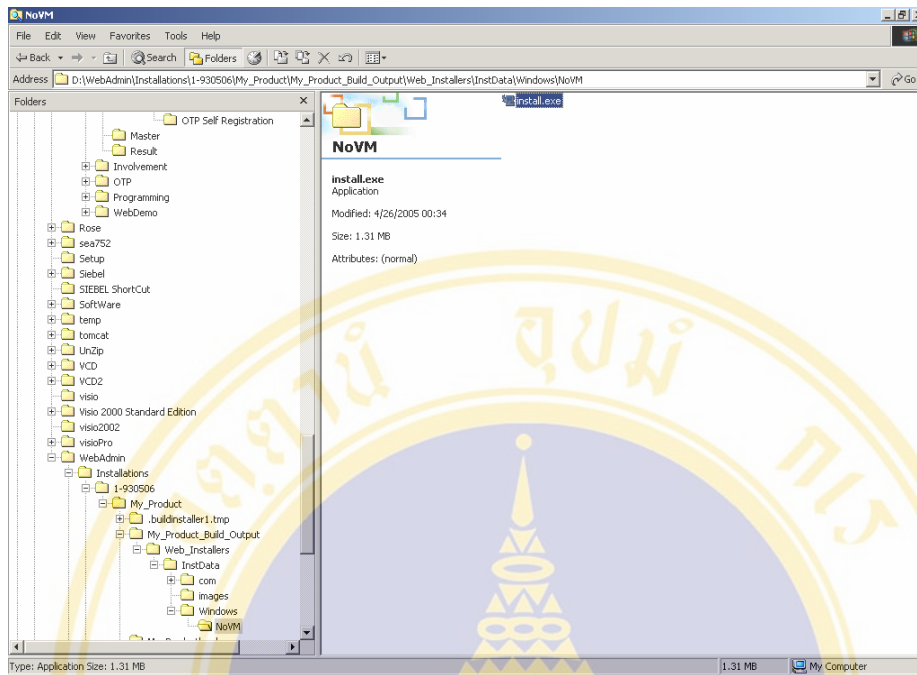 NoVM
File Edit View Favorites Tools Help
Back Search Folders
Address D:\WebAdmin\Installations\1-930506\My_Product\My_Product_Build_Output\Web_Installers\InstData\Windows\NoVM Go
Folders
OTP Self Registration
Master
Result
Involvement
OTP
Programming
WebDemo
Rose
sea752
Setup
Siebel
SIEBEL ShortCut
SoftWare
temp
tomcat
UnZip
VCD
VCD2
visio
Visio 2000 Standard Edition
visio2002
visioPro
WebAdmin
Installations
1-930506
My_Product
.buildinstaller1.tmp
My_Product_Build_Output
Web_Installers
InstData
com
images
Windows
NoVM
install.exe
NoVM
install.exe
Application
Modified: 4/26/2005 00:34
Size: 1.31 MB
Attributes: (normal)
Type: Application Size: 1.31 MB
1.31 MB
My Computer